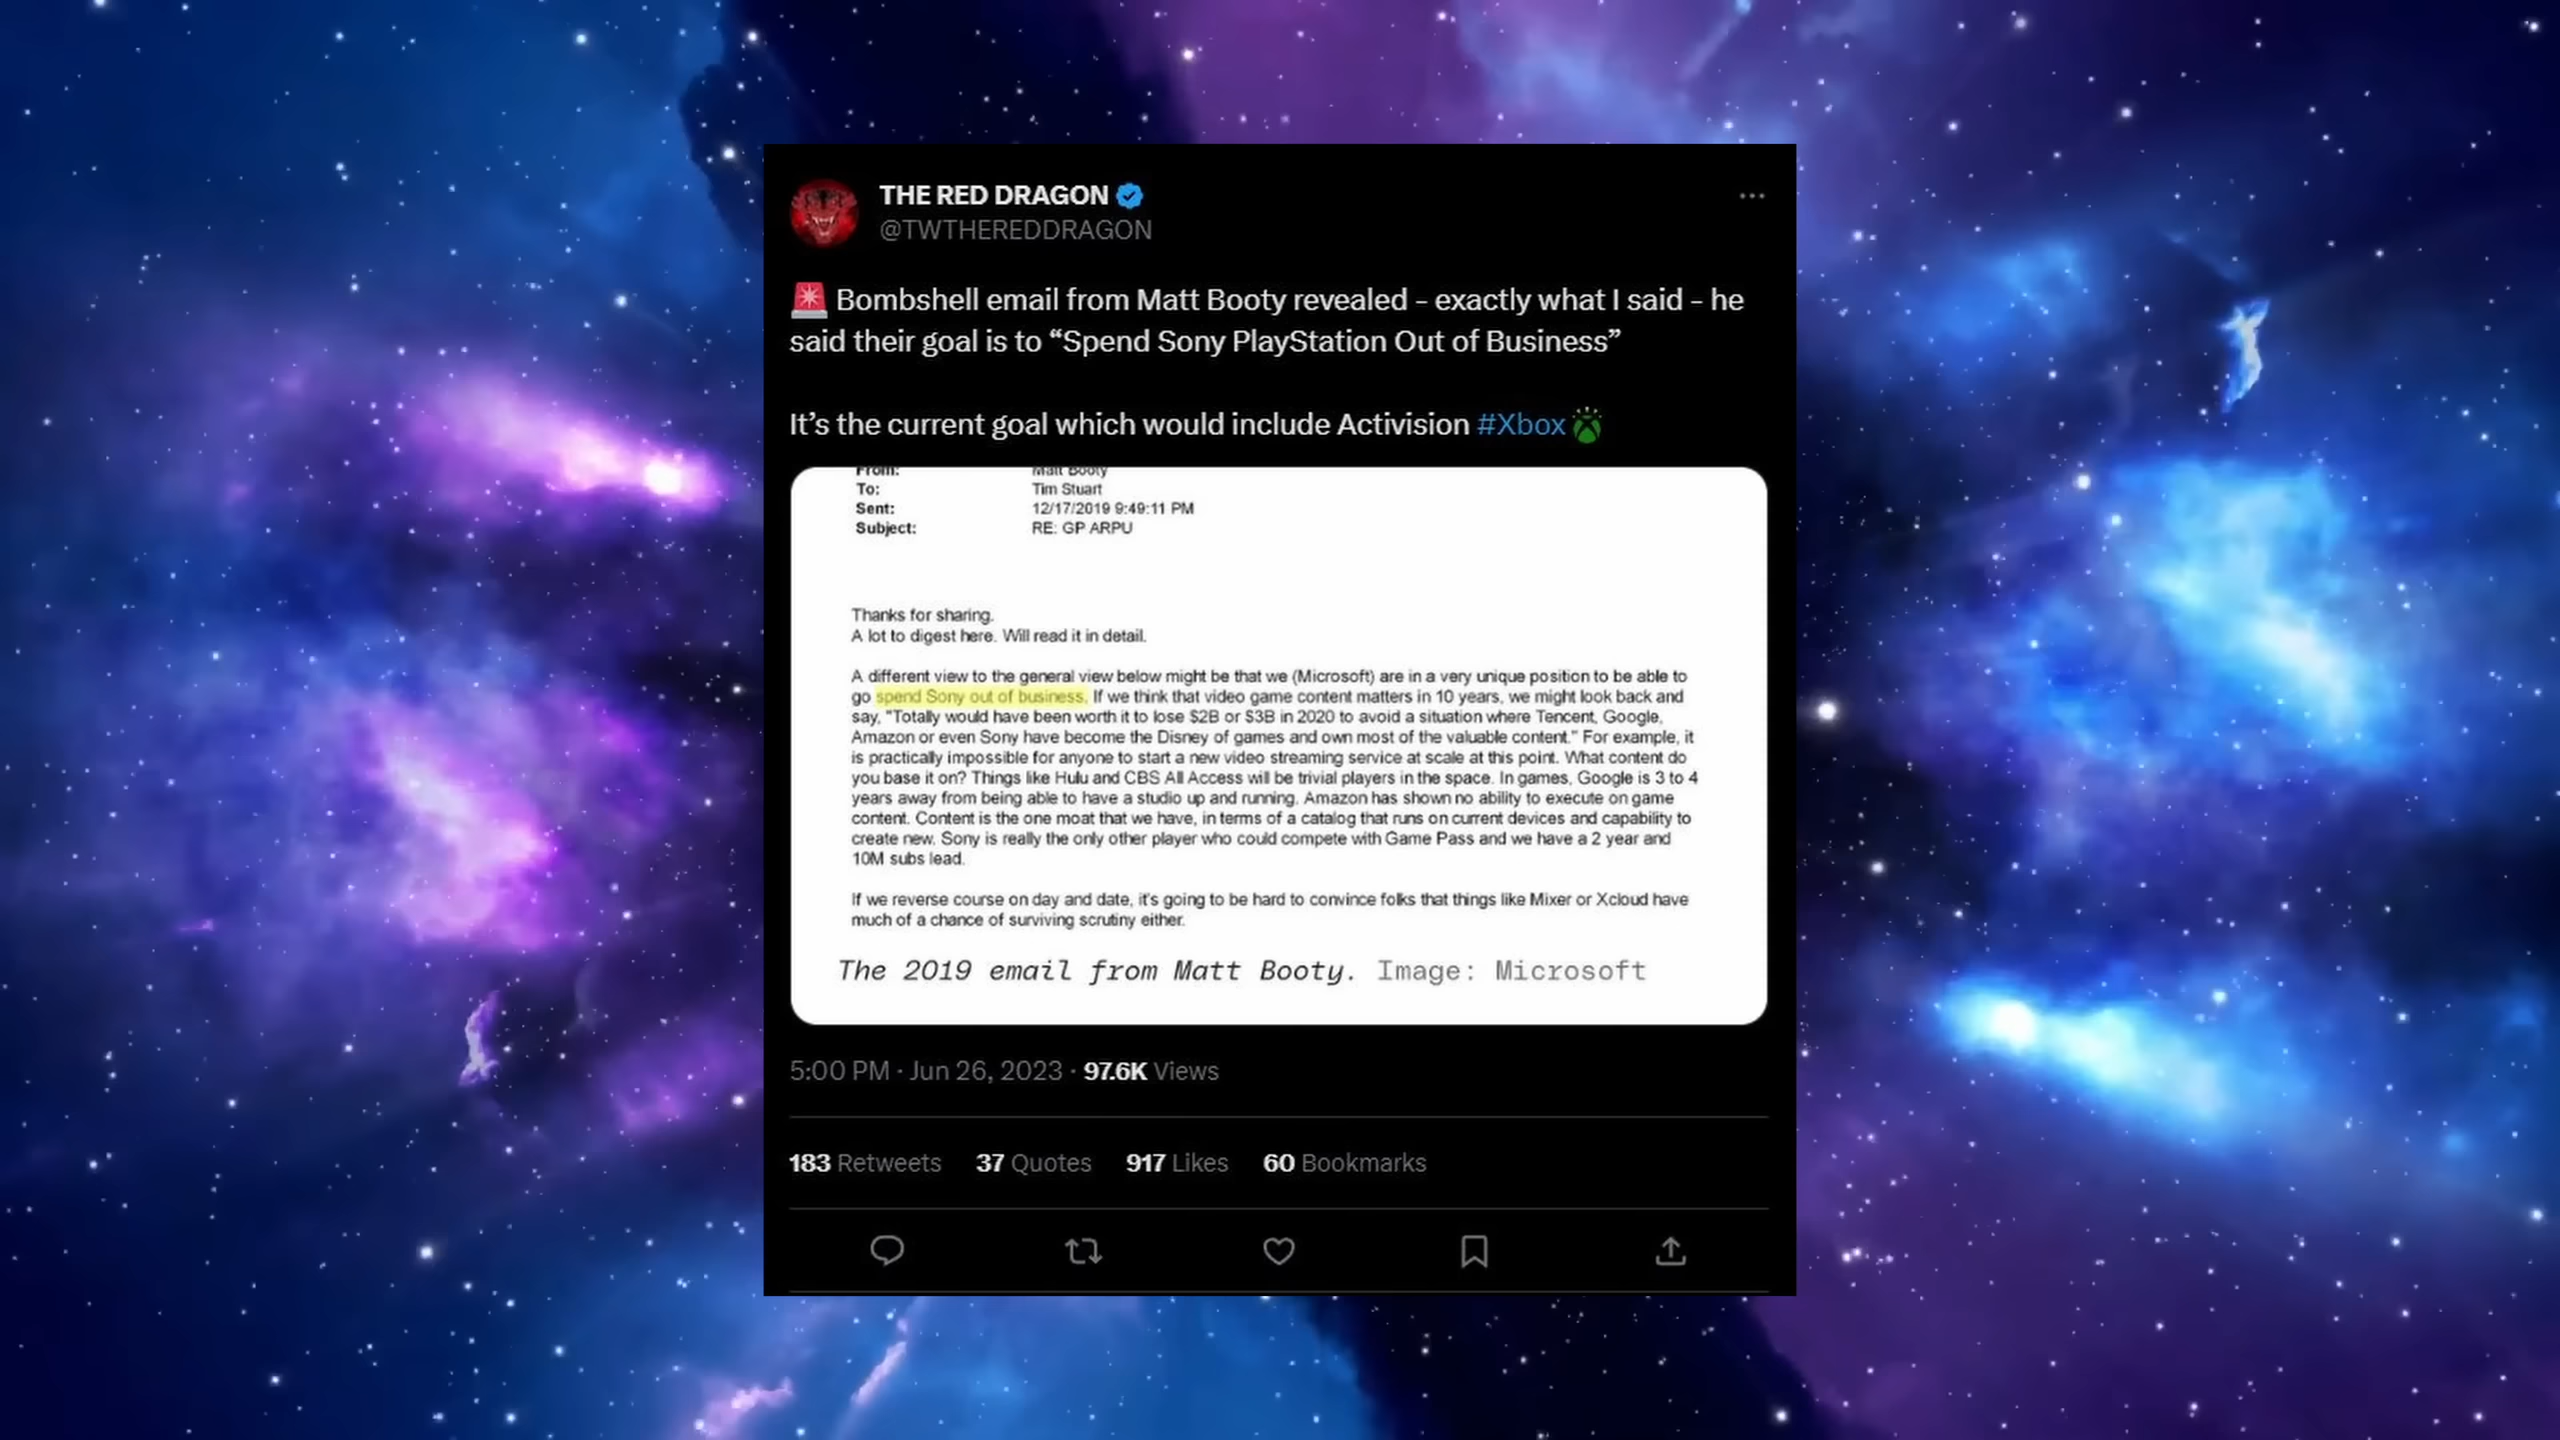 THE RED DRAGON
@TWTHEREDDRAGON
🚨 Bombshell email from Matt Booty revealed - exactly what I said - he
said their goal is to “Spend Sony PlayStation Out of Business”
It’s the current goal which would include Activision #Xbox
From: Matt Booty
To: Tim Stuart
Sent: 12/17/2019 9:49:11 PM
Subject: RE: GP ARPU
Thanks for sharing.
A lot to digest here. Will read it in detail.
A different view to the general view below might be that we (Microsoft) are in a very unique position to be able to
go spend Sony out of business. If we think that video game content matters in 10 years, we might look back and
say, "Totally would have been worth it to lose $2B or $3B in 2020 to avoid a situation where Tencent, Google,
Amazon or even Sony have become the Disney of games and own most of the valuable content." For example, it
is practically impossible for anyone to start a new video streaming service at scale at this point. What content do
you base it on? Things like Hulu and CBS All Access will be trivial players in the space. In games, Google is 3 to 4
years away from being able to have a studio up and running. Amazon has shown no ability to execute on game
content. Content is the one moat that we have, in terms of a catalog that runs on current devices and capability to
create new. Sony is really the only other player who could compete with Game Pass and we have a 2 year and
10M subs lead.
If we reverse course on day and date, it's going to be hard to convince folks that things like Mixer or Xcloud have
much of a chance of surviving scrutiny either.
The 2019 email from Matt Booty. Image: Microsoft
5:00 PM · Jun 26, 2023 · 97.6K Views
183 Retweets 37 Quotes 917 Likes 60 Bookmarks